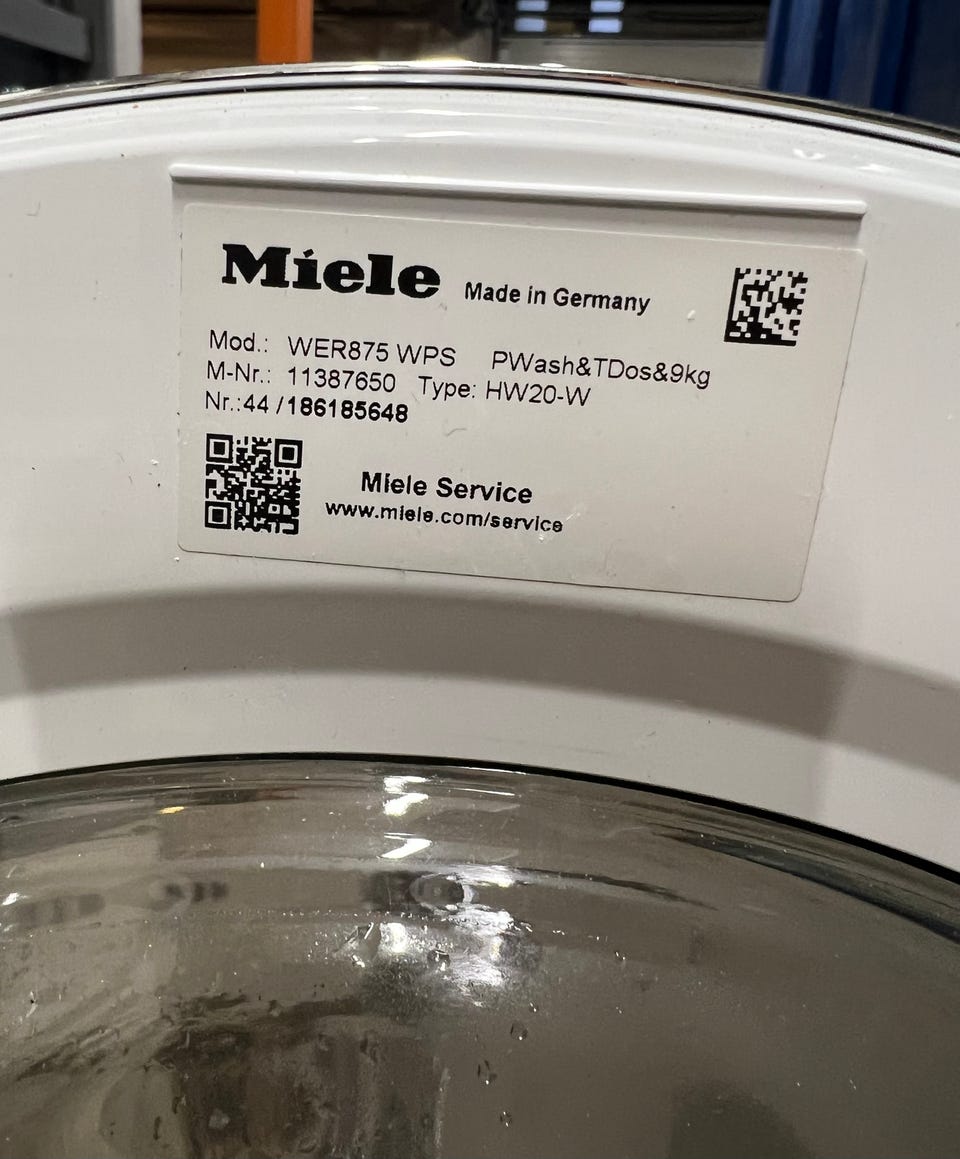 Miele Made in Germany
Mod.: WER875 WPS PWash&TDos&9kg
M-Nr.: 11387650 Type: HW20-W
Nr.:44 /186185648
Miele Service
www.miele.com/service